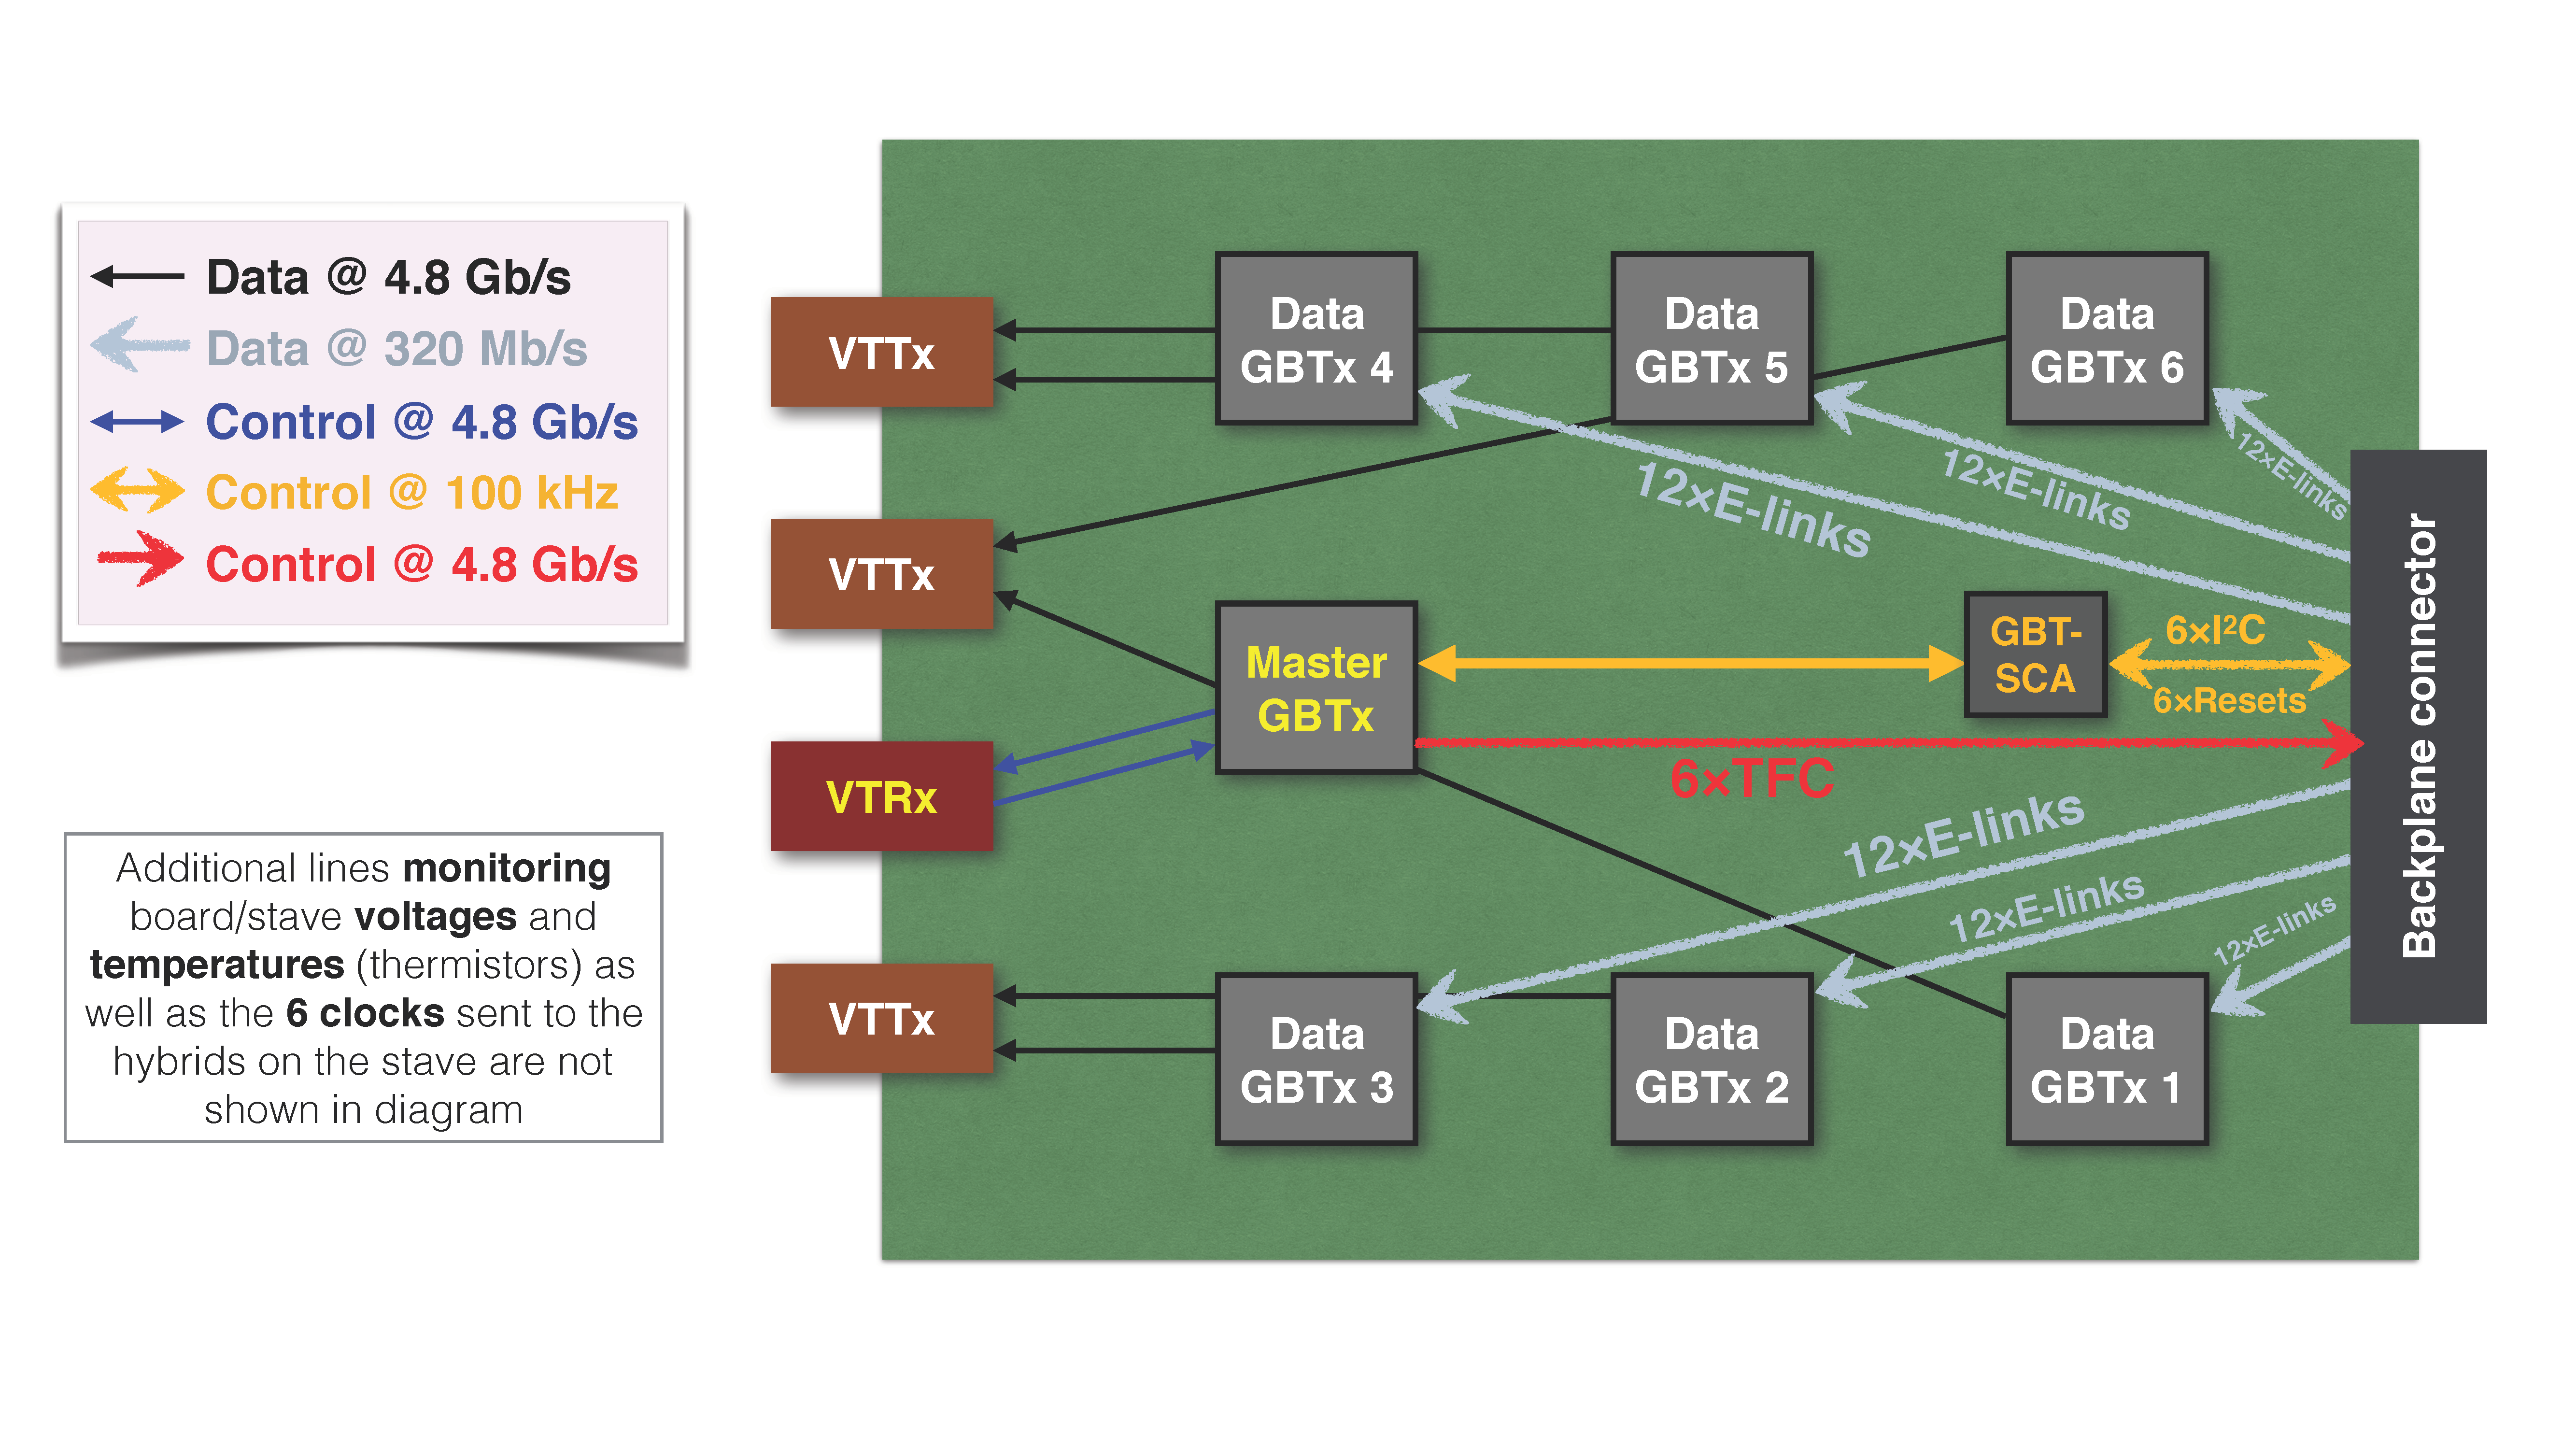 Data @ 4.8 Gb/s
Data @ 320 Mb/s
Control @ 4.8 Gb/s
Control @ 100 kHz
Control @ 4.8 Gb/s
Additional lines monitoring
board/stave voltages and
temperatures (thermistors) as
well as the 6 clocks sent to the
hybrids on the stave are not
shown in diagram
VTTx
VTTx
VTRx
VTTx
Data
GBTx 4
Data
GBTx 5
Data
GBTx 6
12×E-links
12×E-links
12×E-links
Master
GBTx
GBT-
SCA
6×I²C
6×Resets
6×TFC
Backplane connector
12×E-links
12×E-links
12×E-links
Data
GBTx 3
Data
GBTx 2
Data
GBTx 1